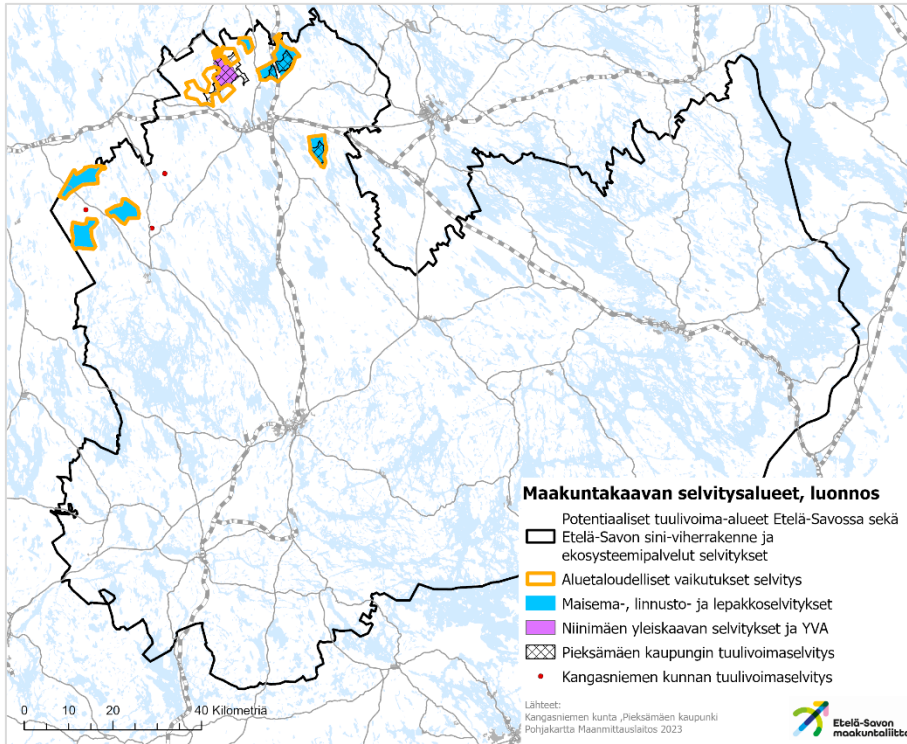 Maakuntakaavan selvitysalueet, luonnos
Potentiaaliset tuulivoima-alueet Etelä-Savossa sekä
Etelä-Savon sini-viherrakenne ja
ekosysteemipalvelut selvitykset
Aluetaloudelliset vaikutukset selvitys
Maisema-, linnusto- ja lepakkoselvitykset
Niinimäen yleiskaavan selvitykset ja YVA
Pieksämäen kaupungin tuulivoimaselvitys
Kangasniemen kunnan tuulivoimaselvitys
0 10 20 40 Kilometriä
Lähteet:
Kangasniemen kunta ,Pieksämäen kaupunki
Pohjakartta Maanmittauslaitos 2023
Etelä-Savon
maakuntaliitto